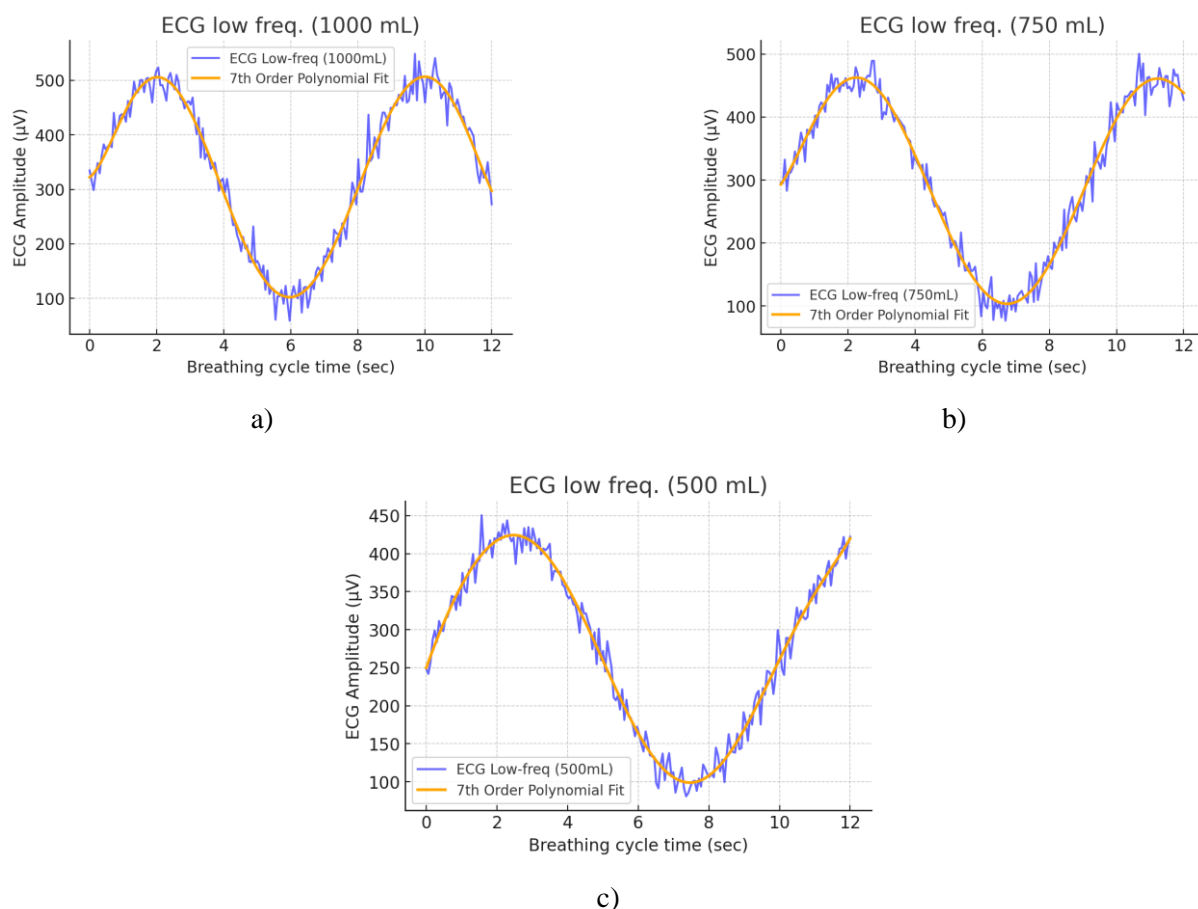 ECG low freq. (1000 mL)
ECG Amplitude (µV)
500
400
300
200
100
ECG Low-freq (1000mL)
7th Order Polynomial Fit
0 2 4 6 8 10 12
Breathing cycle time (sec)
a)
ECG low freq. (750 mL)
ECG Amplitude (µV)
500
400
300
200
100
ECG Low-freq (750mL)
7th Order Polynomial Fit
0 2 4 6 8 10 12
Breathing cycle time (sec)
b)
ECG low freq. (500 mL)
ECG Amplitude (µV)
450
400
350
300
250
200
150
100
ECG Low-freq (500mL)
7th Order Polynomial Fit
0 2 4 6 8 10 12
Breathing cycle time (sec)
c)